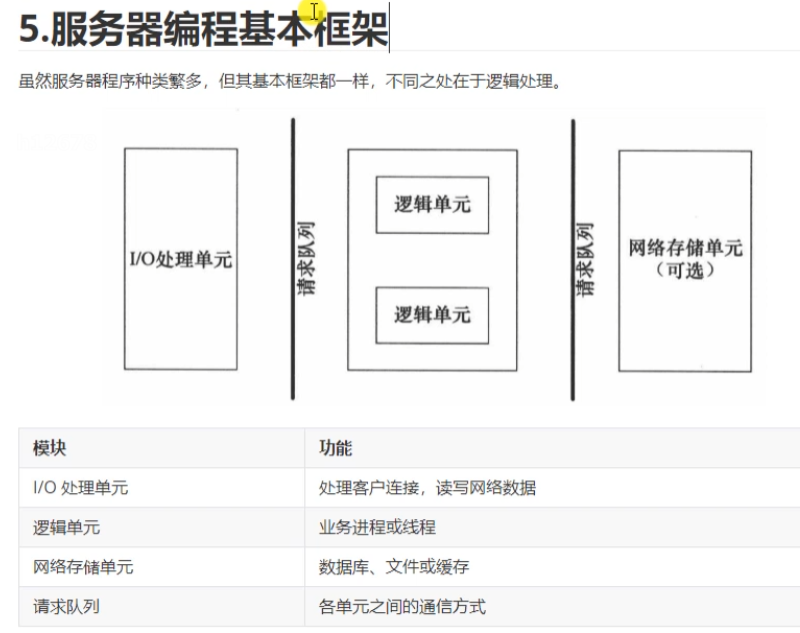 5.服务器编程基本框架
虽然服务器程序种类繁多，但其基本框架都一样，不同之处在于逻辑处理。
I/O处理单元
请求队列
逻辑单元
逻辑单元
请求队列
网络存储单元
（可选）
模块 功能
I/O 处理单元 处理客户连接，读写网络数据
逻辑单元 业务进程或线程
网络存储单元 数据库、文件或缓存
请求队列 各单元之间的通信方式